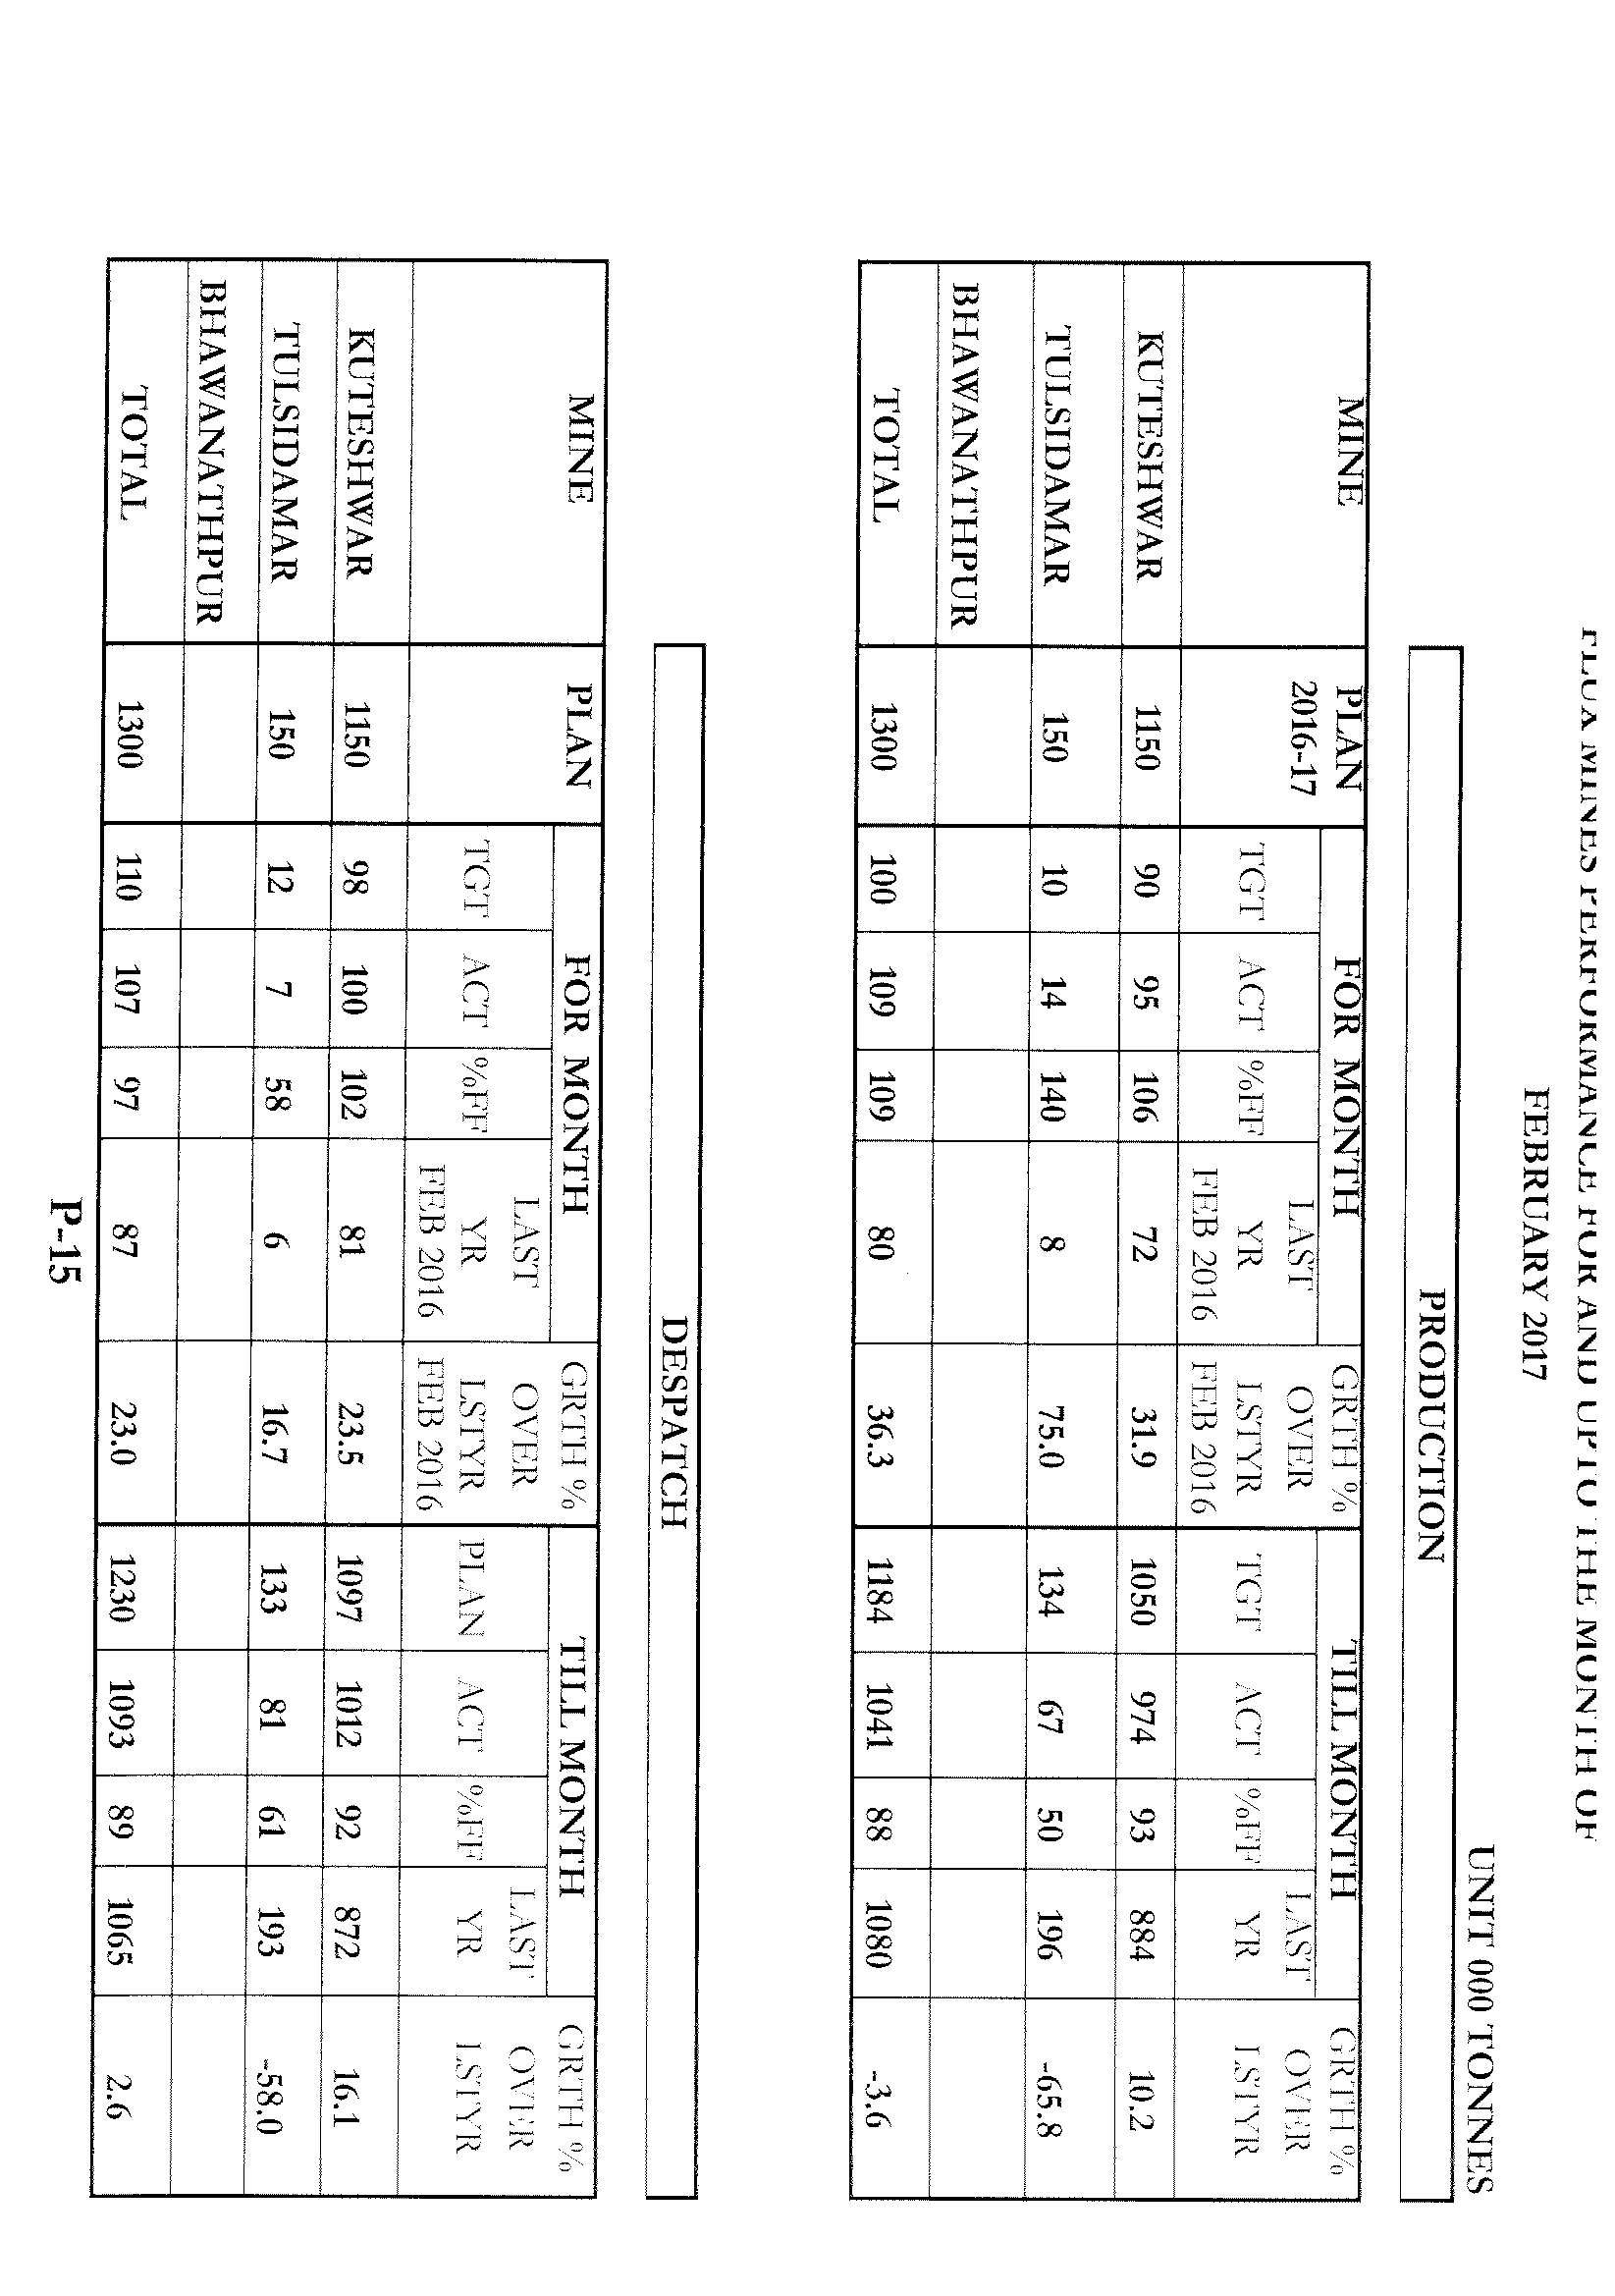 FLUX MINES PERFORMANCE FOR AND UPTO THE MONTH OF
FEBRUARY 2017
UNIT 000 TONNES
PRODUCTION
MINE PLAN 2016-17 FOR MONTH GRTH % OVER LSTYR FEB 2016 TILL MONTH GRTH % OVER LSTYR
TGT ACT %FF LAST YR FEB 2016 TGT ACT %FF LAST YR
KUTESHWAR 1150 90 95 106 72 31.9 1050 974 93 884 10.2
TULSIDAMAR 150 10 14 140 8 75.0 134 67 50 196 -65.8
BHAWANATHPUR
TOTAL 1300 100 109 109 80 36.3 1184 1041 88 1080 -3.6
DESPATCH
MINE PLAN FOR MONTH GRTH % OVER LSTYR FEB 2016 TILL MONTH GRTH % OVER LSTYR
TGT ACT %FF LAST YR FEB 2016 PLAN ACT %FF LAST YR
KUTESHWAR 1150 98 100 102 81 23.5 1097 1012 92 872 16.1
TULSIDAMAR 150 12 7 58 6 16.7 133 81 61 193 -58.0
BHAWANATHPUR
TOTAL 1300 110 107 97 87 23.0 1230 1093 89 1065 2.6
P-15